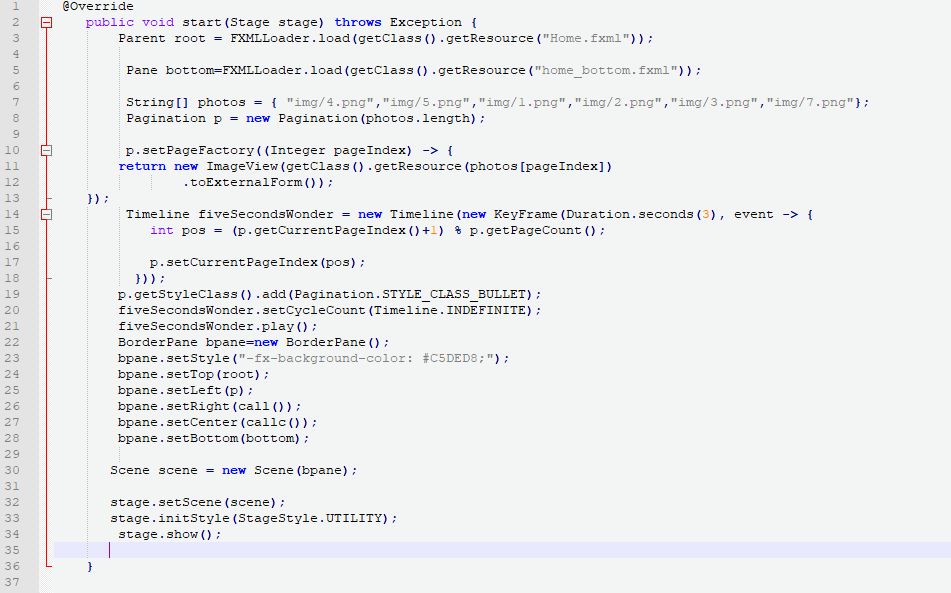 1 @Override
2 public void start(Stage stage) throws Exception {
3 Parent root = FXMLLoader.load(getClass().getResource("Home.fxml"));
4
5 Pane bottom=FXMLLoader.load(getClass().getResource("home_bottom.fxml"));
6
7 String[] photos = { "img/4.png","img/5.png","img/1.png","img/2.png","img/3.png","img/7.png"};
8 Pagination p = new Pagination(photos.length);
9
10 p.setPageFactory((Integer pageIndex) -> {
11 return new ImageView(getClass().getResource(photos[pageIndex])
12 .toExternalForm());
13 });
14 Timeline fiveSecondsWonder = new Timeline(new KeyFrame(Duration.seconds(3), event -> {
15 int pos = (p.getCurrentPageIndex()+1) % p.getPageCount();
16
17 p.setCurrentPageIndex(pos);
18 }));
19 p.getStyleClass().add(Pagination.STYLE_CLASS_BULLET);
20 fiveSecondsWonder.setCycleCount(Timeline.INDEFINITE);
21 fiveSecondsWonder.play();
22 BorderPane bpane=new BorderPane();
23 bpane.setStyle("-fx-background-color: #C5DED8;");
24 bpane.setTop(root);
25 bpane.setLeft(p);
26 bpane.setRight(call());
27 bpane.setCenter(callc());
28 bpane.setBottom(bottom);
29
30 Scene scene = new Scene(bpane);
31
32 stage.setScene(scene);
33 stage.initStyle(StageStyle.UTILITY);
34 stage.show();
35
36 }
37